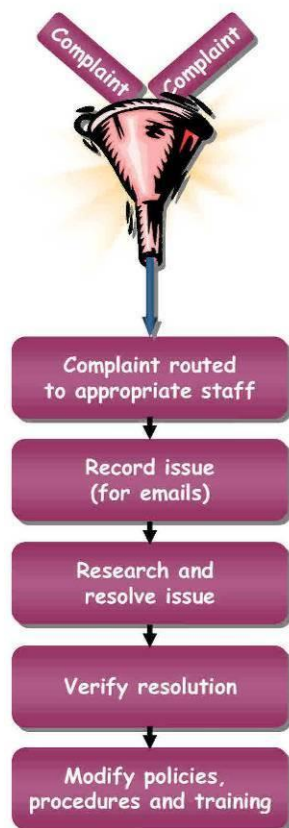 Complaint
Complaint
Complaint routed
to appropriate staff
Record issue
(for emails)
Research and
resolve issue
Verify resolution
Modify policies,
procedures and training